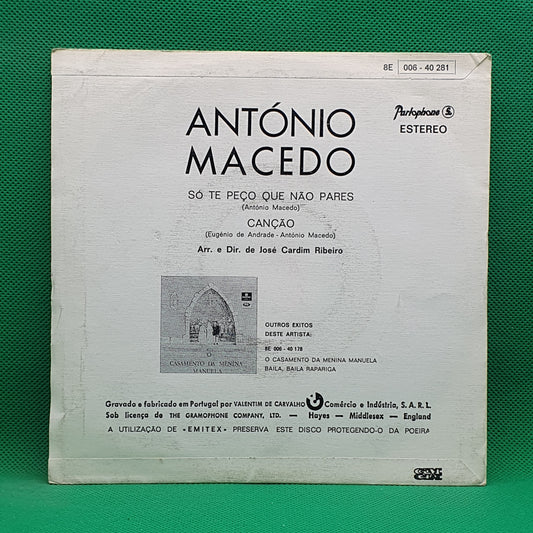 8E 006 - 40 281
Parlophone
ESTEREO
ANTÓNIO
MACEDO
SÓ TE PEÇO QUE NÃO PARES
(António Macedo)
CANÇÃO
(Eugénio de Andrade - António Macedo)
Arr. e Dir. de José Cardim Ribeiro
O
CASAMENTO DA MENINA
MANUELA
OUTROS EXITOS
DESTE ARTISTA:
8E 006 - 40 178
O CASAMENTO DA MENINA MANUELA
BAILA, BAILA RAPARIGA
Gravado e fabricado em Portugal por VALENTIM DE CARVALHO Comércio e Indústria, S. A. R. L.
Sob licença de THE GRAMOPHONE COMPANY, LTD. — Hayes — Middlesex — England
A UTILIZAÇÃO DE «EMITEX» PRESERVA ESTE DISCO PROTEGENDO-O DA POEIRA